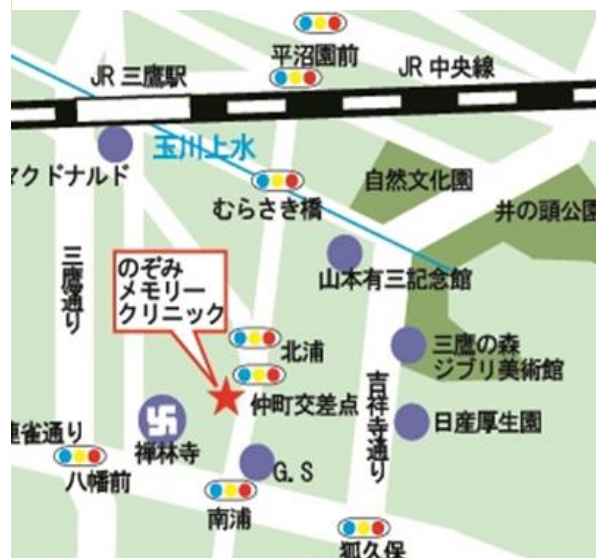 平沼園前
JR 三鷹駅
JR 中央線
玉川上水
マクドナルド
むらさき橋
自然文化園
井の頭公園
山本有三記念館
三鷹通り
のぞみ
メモリー
クリニック
北浦
三鷹の森
ジブリ美術館
仲町交差点
吉祥寺通り
日産厚生園
禅林寺
連雀通り
八幡前
G.S
南浦
狐久保